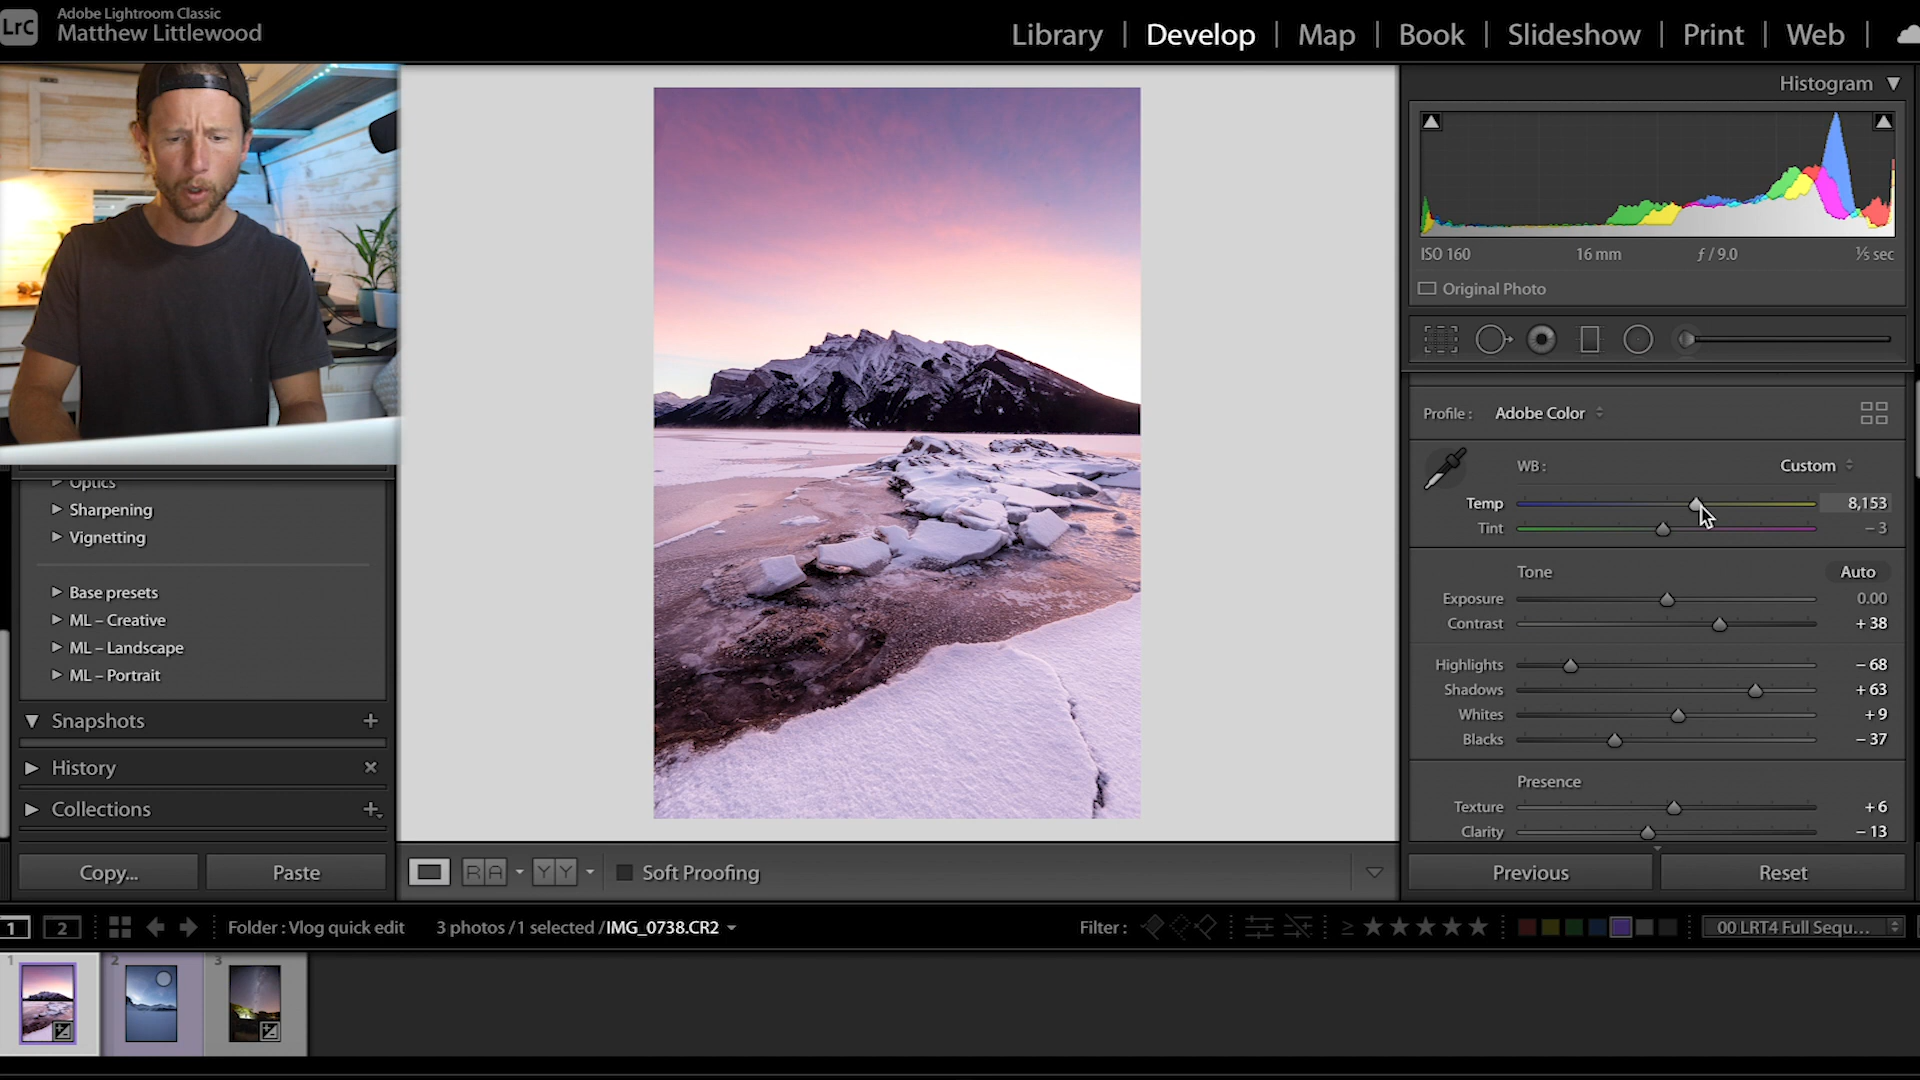 LrC
Adobe Lightroom Classic
Matthew Littlewood
Library | Develop | Map | Book | Slideshow | Print | Web |
Histogram
ISO 160 16 mm ƒ / 9.0 ⅕ sec
Original Photo
Profile : Adobe Color
WB : Custom
Temp 8,153
Tint – 3
Tone Auto
Exposure 0.00
Contrast + 38
Highlights – 68
Shadows + 63
Whites + 9
Blacks – 37
Presence
Texture + 6
Clarity – 13
Previous Reset
Optics
Sharpening
Vignetting
Base presets
ML – Creative
ML – Landscape
ML – Portrait
Snapshots +
History ×
Collections +
Copy... Paste
R A Y Y Soft Proofing
1 2 Folder : Vlog quick edit 3 photos / 1 selected / IMG_0738.CR2 Filter : ≥ ★ ★ ★ ★ ★ 00 LRT4 Full Sequ...
1 2 3